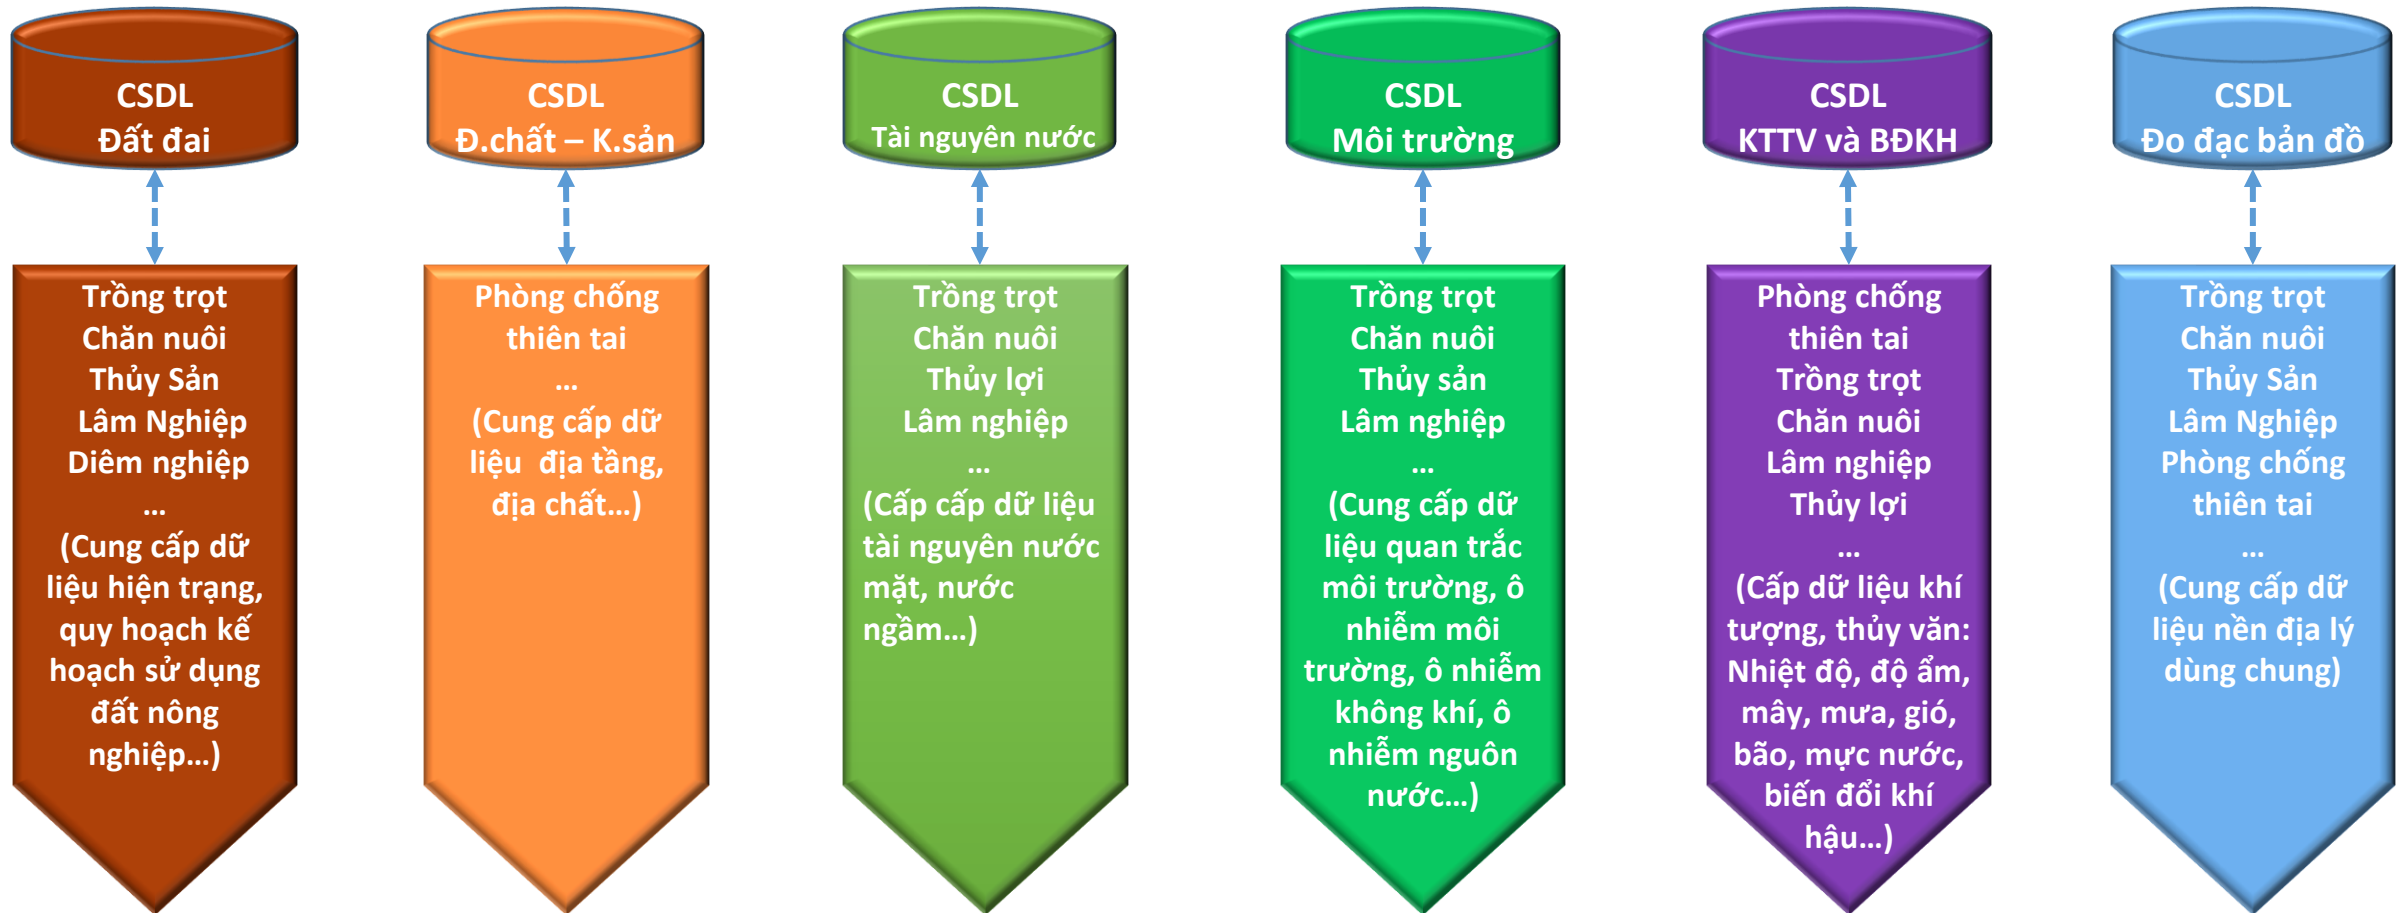 CSDL
Đất đai
CSDL
Đ.chất – K.sản
CSDL
Tài nguyên nước
CSDL
Môi trường
CSDL
KTTV và BĐKH
CSDL
Đo đạc bản đồ
Trồng trọt
Chăn nuôi
Thủy Sản
Lâm Nghiệp
Diêm nghiệp
...
(Cung cấp dữ
liệu hiện trạng,
quy hoạch kế
hoạch sử dụng
đất nông
nghiệp...)
Phòng chống
thiên tai
...
(Cung cấp dữ
liệu địa tầng,
địa chất...)
Trồng trọt
Chăn nuôi
Thủy lợi
Lâm nghiệp
...
(Cấp cấp dữ liệu
tài nguyên nước
mặt, nước
ngầm...)
Trồng trọt
Chăn nuôi
Thủy sản
Lâm nghiệp
...
(Cung cấp dữ
liệu quan trắc
môi trường, ô
nhiễm môi
trường, ô nhiễm
không khí, ô
nhiễm nguôn
nước...)
Phòng chống
thiên tai
Trồng trọt
Chăn nuôi
Lâm nghiệp
Thủy lợi
...
(Cấp dữ liệu khí
tượng, thủy văn:
Nhiệt độ, độ ẩm,
mây, mưa, gió,
bão, mực nước,
biến đổi khí
hậu...)
Trồng trọt
Chăn nuôi
Thủy Sản
Lâm Nghiệp
Phòng chống
thiên tai
...
(Cung cấp dữ
liệu nền địa lý
dùng chung)